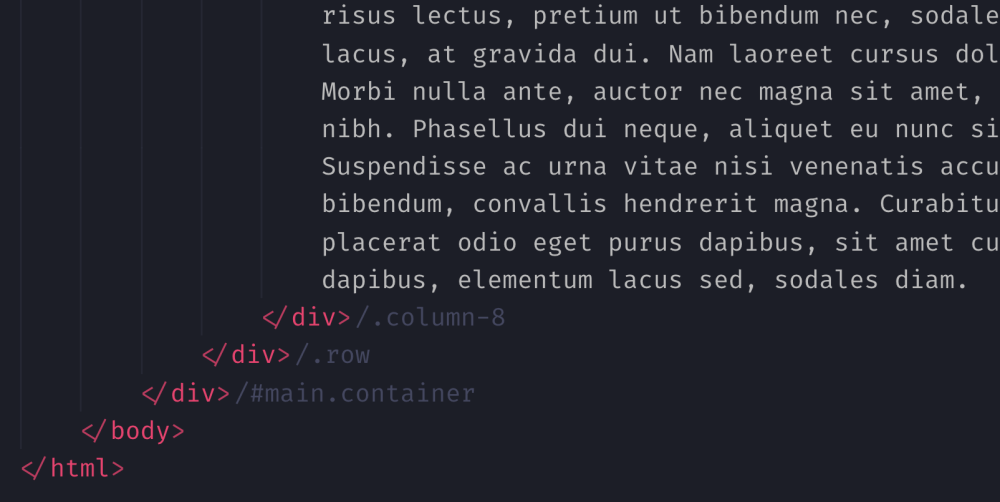 risus lectus, pretium ut bibendum nec, sodale
lacus, at gravida dui. Nam laoreet cursus dol
Morbi nulla ante, auctor nec magna sit amet,
nibh. Phasellus dui neque, aliquet eu nunc si
Suspendisse ac urna vitae nisi venenatis accu
bibendum, convallis hendrerit magna. Curabitu
placerat odio eget purus dapibus, sit amet cu
dapibus, elementum lacus sed, sodales diam.
</div>/.column-8
</div>/.row
</div>/#main.container
</body>
</html>